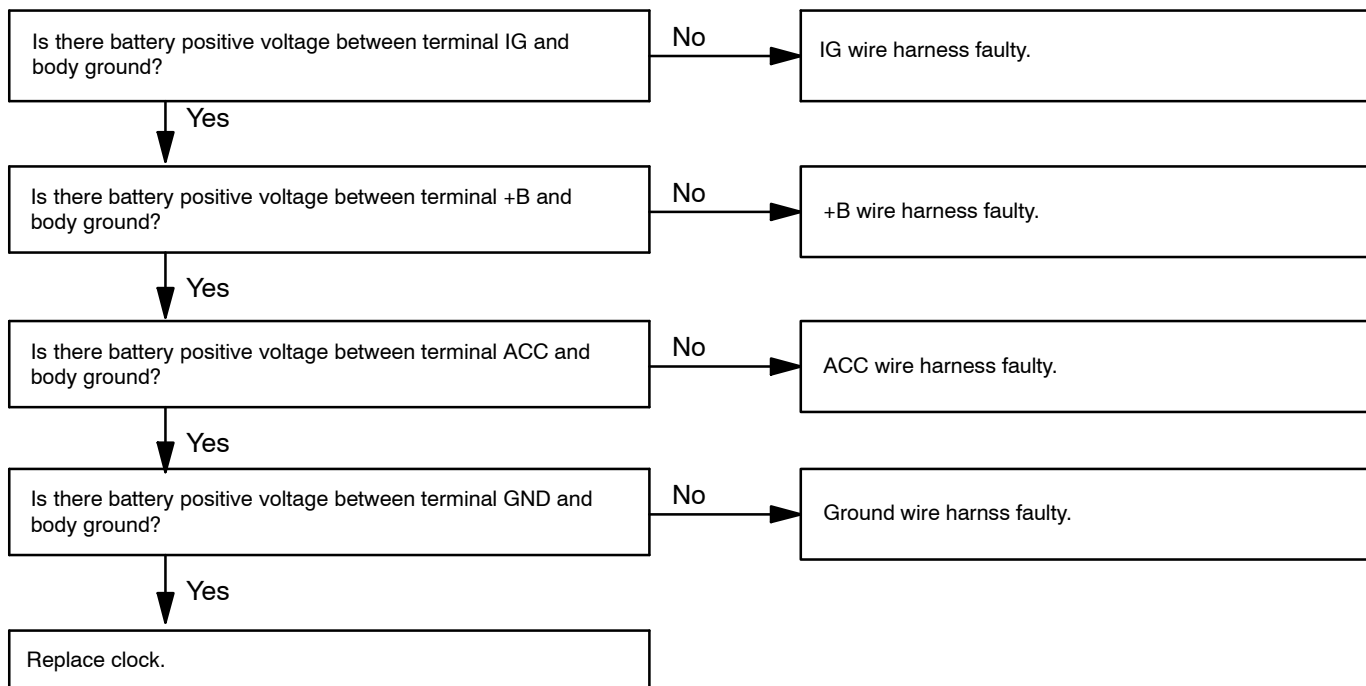 Is there battery positive voltage between terminal IG and
body ground?
No
IG wire harness faulty.
Yes
Is there battery positive voltage between terminal +B and
body ground?
No
+B wire harness faulty.
Yes
Is there battery positive voltage between terminal ACC and
body ground?
No
ACC wire harness faulty.
Yes
Is there battery positive voltage between terminal GND and
body ground?
No
Ground wire harnss faulty.
Yes
Replace clock.